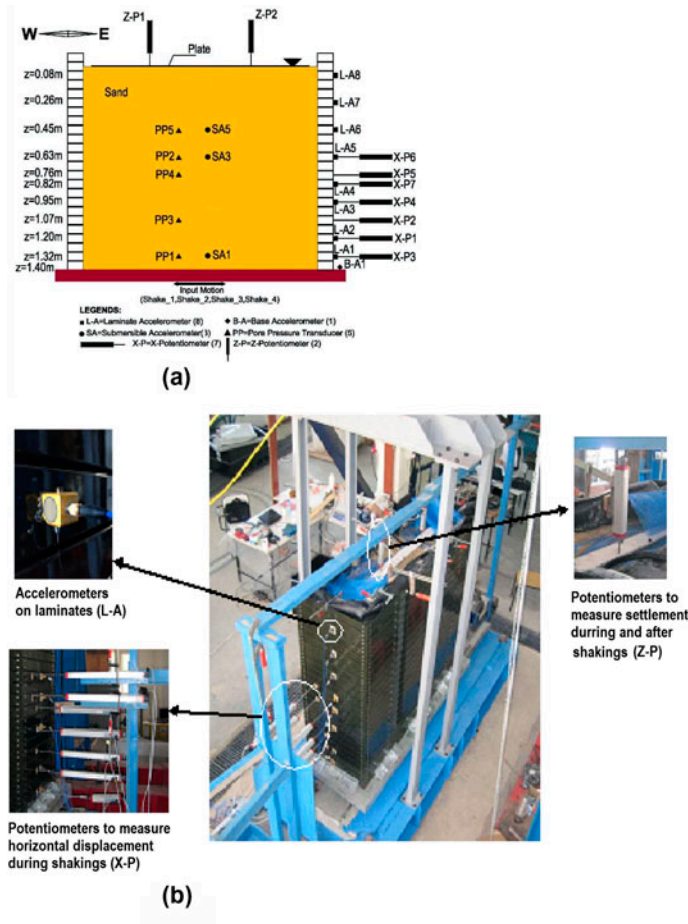 Z-P1
Z-P2
W E
Plate
z=0.08m
L-A8
z=0.26m
Sand
L-A7
z=0.45m
PP5
SA5
L-A6
L-A5
z=0.63m
PP2
SA3
X-P6
z=0.76m
PP4
X-P5
z=0.82m
X-P7
L-A4
z=0.95m
X-P4
L-A3
z=1.07m
PP3
X-P2
L-A2
z=1.20m
X-P1
L-A1
z=1.32m
PP1
SA1
X-P3
z=1.40m
B-A1
Input Motion
(Shake_1,Shake_2,Shake_3,Shake_4)
LEGENDS:
L-A=Laminate Accelerometer (8)
B-A=Base Accelerometer (1)
SA=Submersible Accelerometer(3)
PP=Pore Pressure Transducer (5)
X-P=X-Potentiometer (7)
Z-P=Z-Potentiometer (2)
(a)
Accelerometers
on laminates (L-A)
Potentiometers to
measure settlement
durring and after
shakings (Z-P)
Potentiometers to measure
horizontal displacement
during shakings (X-P)
(b)